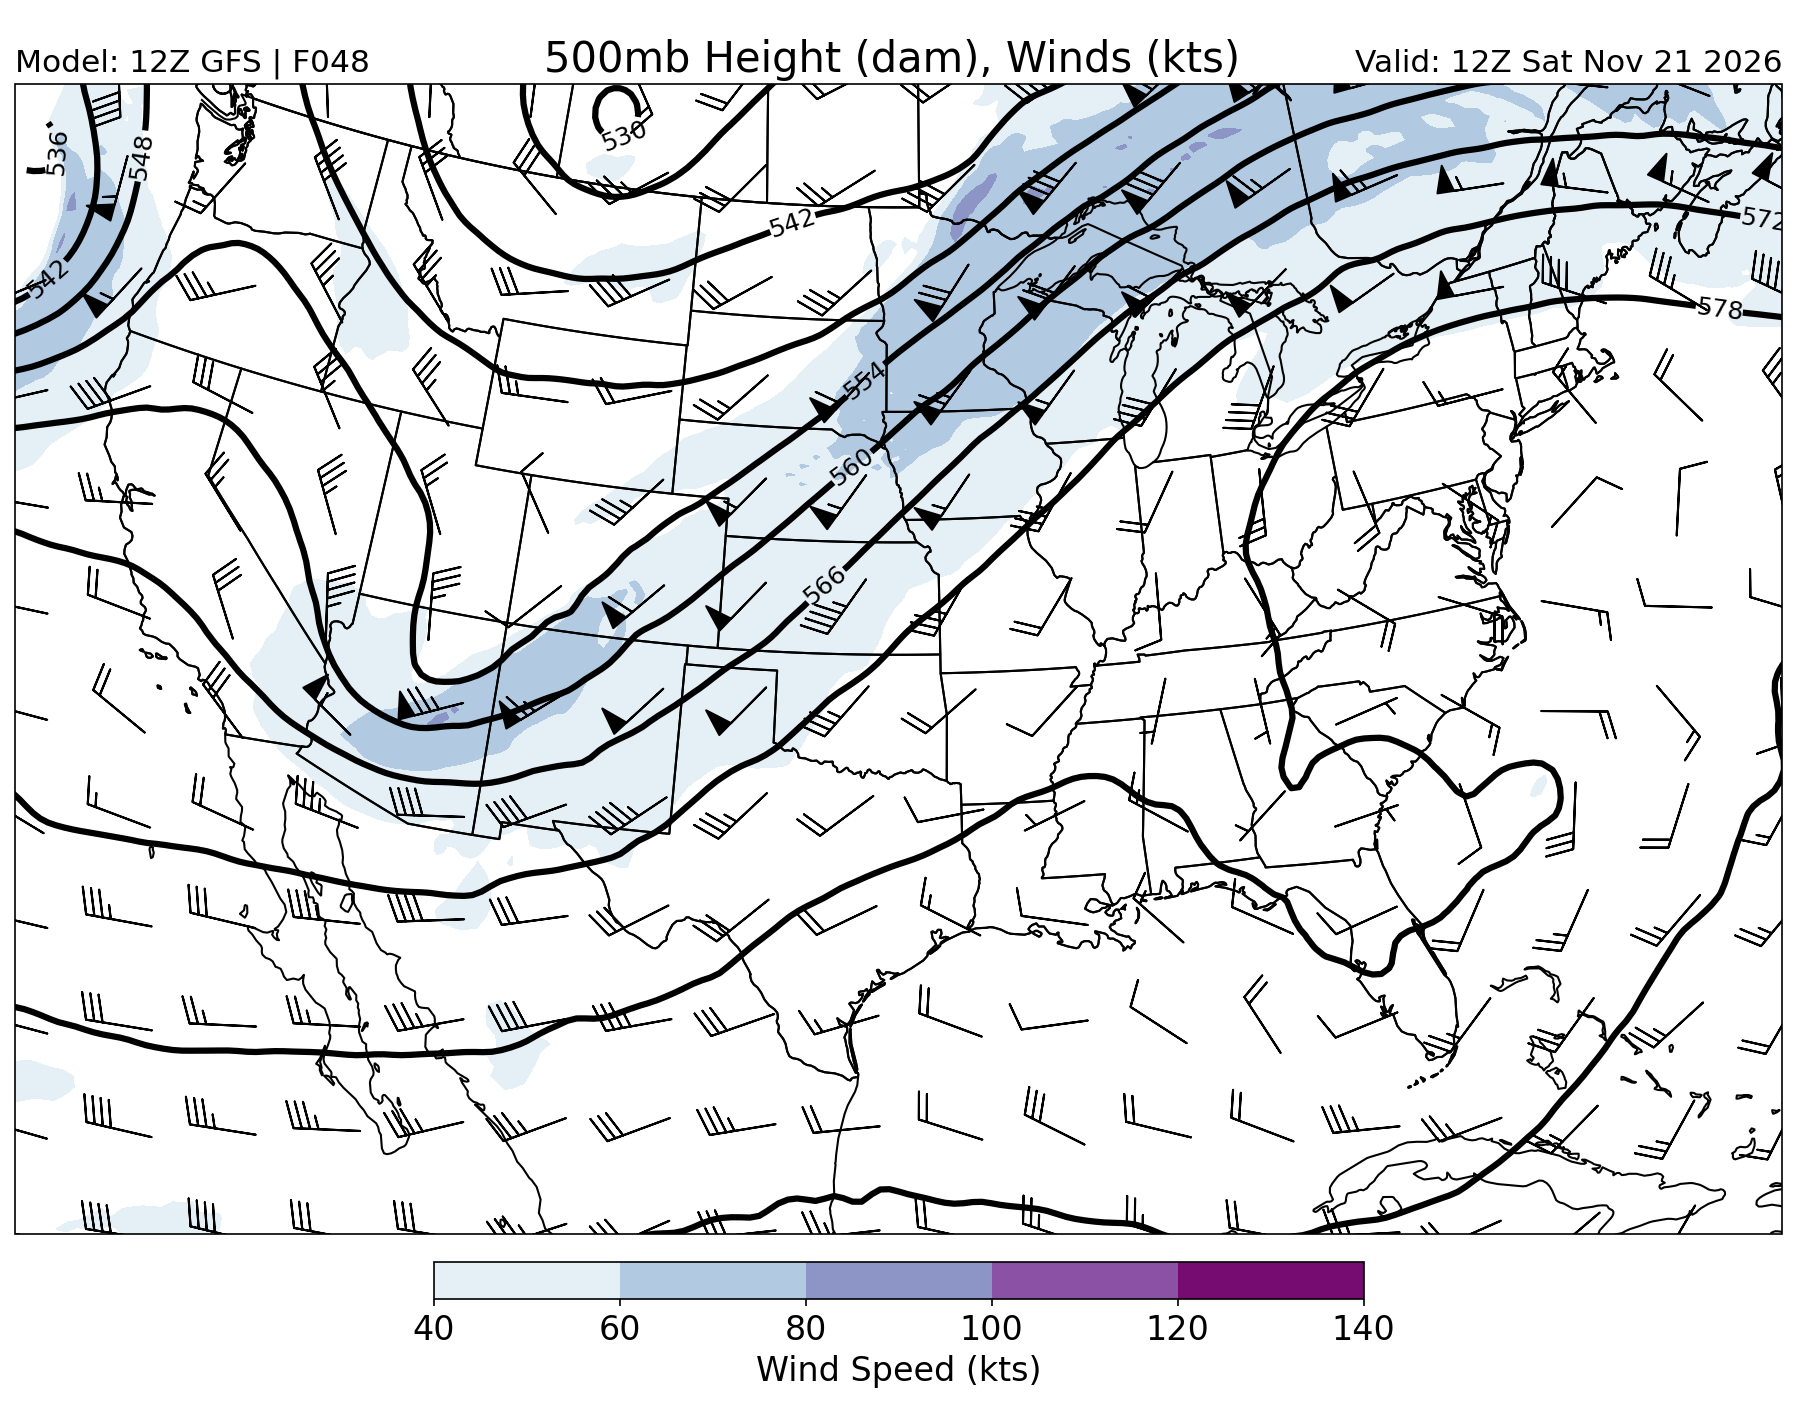 Model: 12Z GFS | F048
500mb Height (dam), Winds (kts)
Valid: 12Z Sat Nov 21 2026
536
548
530
542
572
542
578
554
560
566
40 60 80 100 120 140
Wind Speed (kts)